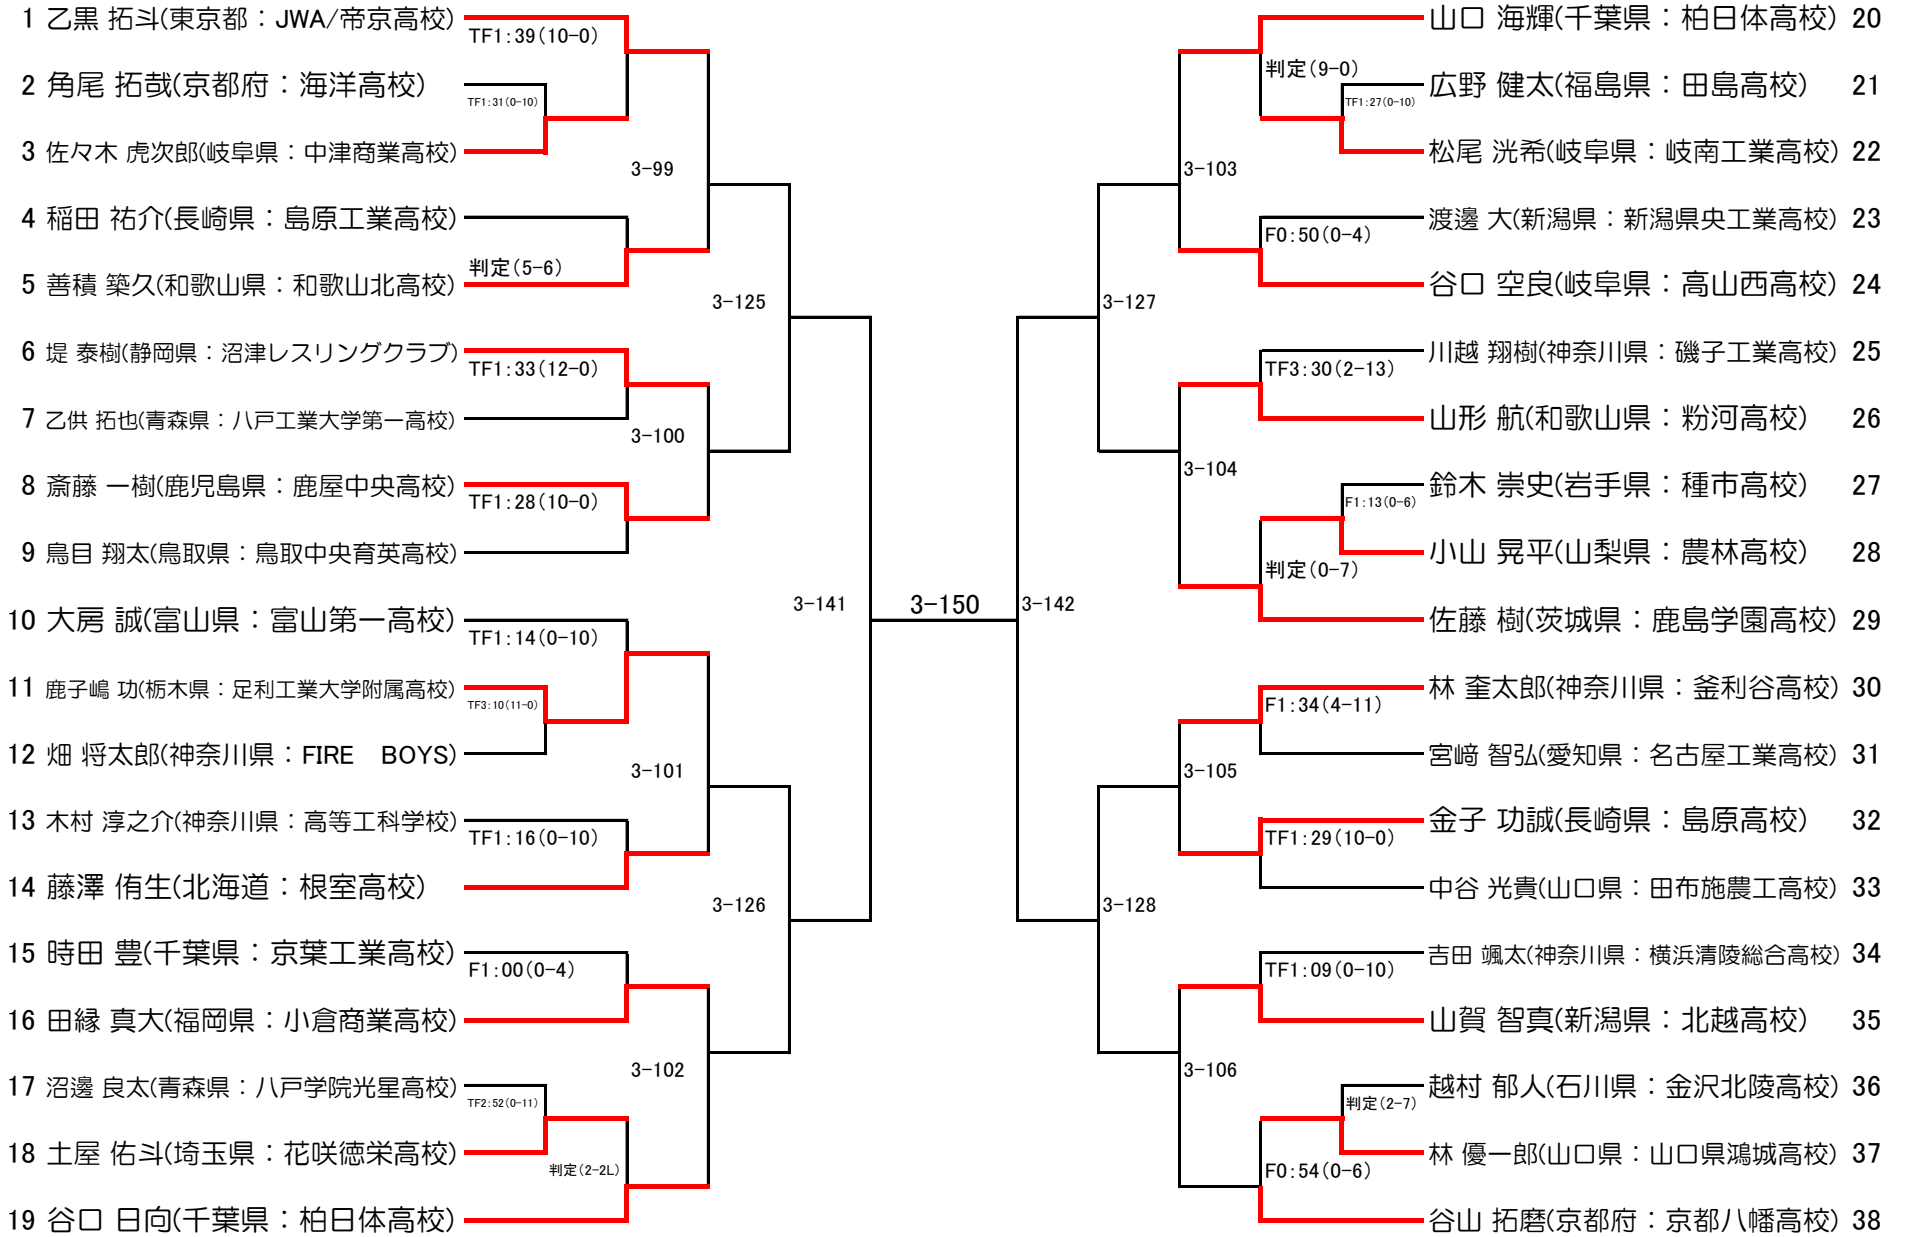 1 乙黒 拓斗(東京都：JWA/帝京高校)
TF1:39(10-0)
2 角尾 拓哉(京都府：海洋高校)
TF1:31(0-10)
3 佐々木 虎次郎(岐阜県：中津商業高校)
3-99
4 稲田 祐介(長崎県：島原工業高校)
判定(5-6)
5 善積 築久(和歌山県：和歌山北高校)
3-125
6 堤 泰樹(静岡県：沼津レスリングクラブ)
TF1:33(12-0)
7 乙供 拓也(青森県：八戸工業大学第一高校)
3-100
8 斎藤 一樹(鹿児島県：鹿屋中央高校)
TF1:28(10-0)
9 鳥目 翔太(鳥取県：鳥取中央育英高校)
3-141
10 大房 誠(富山県：富山第一高校)
TF1:14(0-10)
11 鹿子嶋 功(栃木県：足利工業大学附属高校)
TF3:10(11-0)
12 畑 将太郎(神奈川県：FIRE　BOYS)
3-101
13 木村 淳之介(神奈川県：高等工科学校)
TF1:16(0-10)
14 藤澤 侑生(北海道：根室高校)
3-126
15 時田 豊(千葉県：京葉工業高校)
F1:00(0-4)
16 田縁 真大(福岡県：小倉商業高校)
3-102
17 沼邊 良太(青森県：八戸学院光星高校)
TF2:52(0-11)
18 土屋 佑斗(埼玉県：花咲徳栄高校)
判定(2-2L)
19 谷口 日向(千葉県：柏日体高校)
3-150
山口 海輝(千葉県：柏日体高校) 20
判定(9-0)
広野 健太(福島県：田島高校) 21
TF1:27(0-10)
松尾 洸希(岐阜県：岐南工業高校) 22
3-103
渡邊 大(新潟県：新潟県央工業高校) 23
F0:50(0-4)
谷口 空良(岐阜県：高山西高校) 24
3-127
川越 翔樹(神奈川県：磯子工業高校) 25
TF3:30(2-13)
山形 航(和歌山県：粉河高校) 26
3-104
鈴木 崇史(岩手県：種市高校) 27
F1:13(0-6)
小山 晃平(山梨県：農林高校) 28
判定(0-7)
3-142
佐藤 樹(茨城県：鹿島学園高校) 29
林 奎太郎(神奈川県：釜利谷高校) 30
F1:34(4-11)
宮﨑 智弘(愛知県：名古屋工業高校) 31
3-105
金子 功誠(長崎県：島原高校) 32
TF1:29(10-0)
中谷 光貴(山口県：田布施農工高校) 33
3-128
吉田 颯太(神奈川県：横浜清陵総合高校) 34
TF1:09(0-10)
山賀 智真(新潟県：北越高校) 35
3-106
越村 郁人(石川県：金沢北陵高校) 36
判定(2-7)
林 優一郎(山口県：山口県鴻城高校) 37
F0:54(0-6)
谷山 拓磨(京都府：京都八幡高校) 38